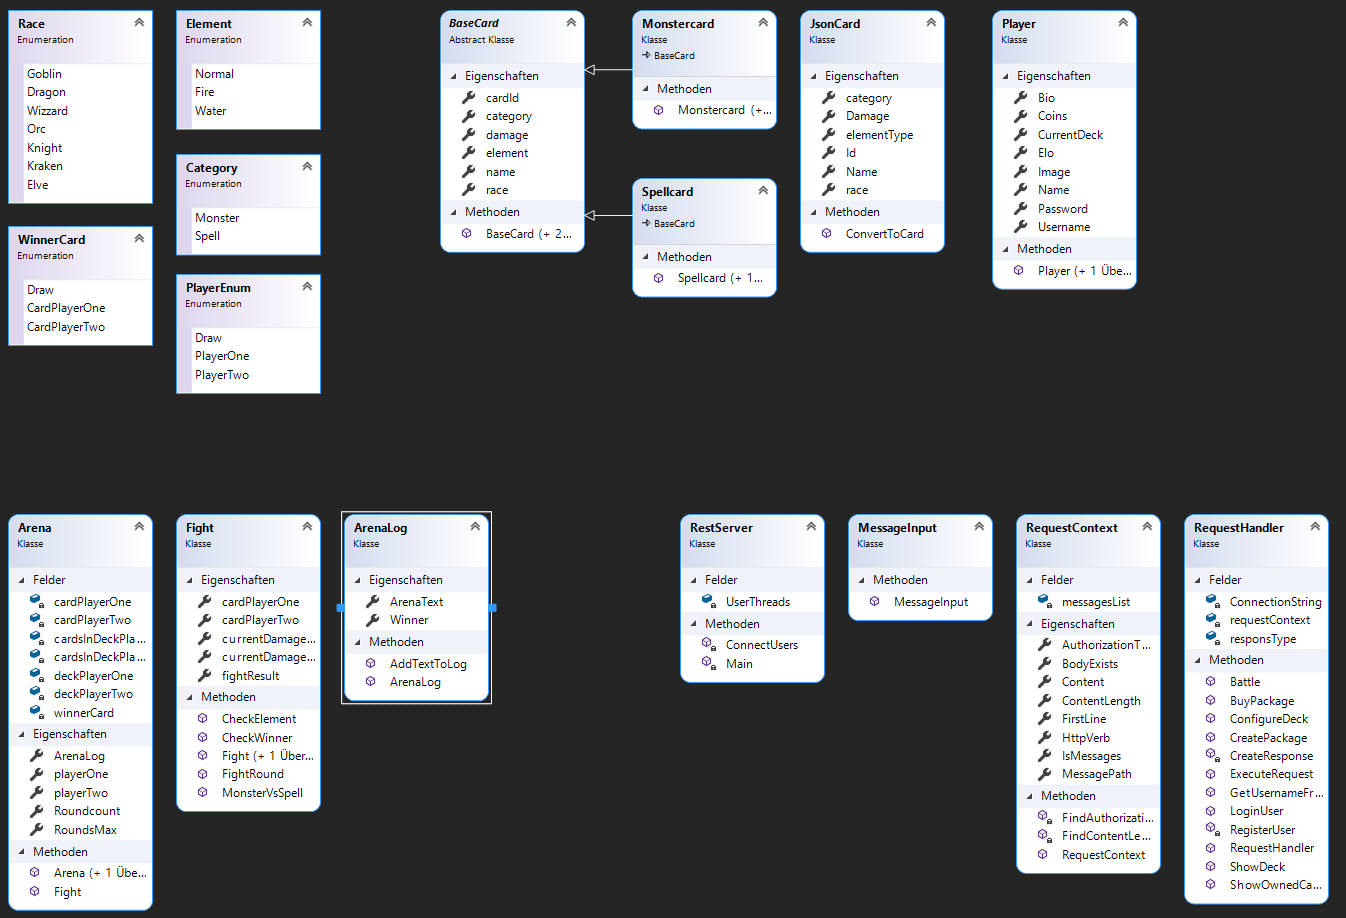 Race
Enumeration
Goblin
Dragon
Wizzard
Orc
Knight
Kraken
Elve
Element
Enumeration
Normal
Fire
Water
Category
Enumeration
Monster
Spell
WinnerCard
Enumeration
Draw
CardPlayerOne
CardPlayerTwo
PlayerEnum
Enumeration
Draw
PlayerOne
PlayerTwo
BaseCard
Abstract Klasse
Eigenschaften
cardId
category
damage
element
name
race
Methoden
BaseCard (+ 2...
Monstercard
Klasse
BaseCard
Methoden
Monstercard (+...
Spellcard
Klasse
BaseCard
Methoden
Spellcard (+ 1...
JsonCard
Klasse
Eigenschaften
category
Damage
elementType
Id
Name
race
Methoden
ConvertToCard
Player
Klasse
Eigenschaften
Bio
Coins
CurrentDeck
Elo
Image
Name
Password
Username
Methoden
Player (+ 1 Übe...
Arena
Klasse
Felder
cardPlayerOne
cardPlayerTwo
cardsInDeckPla...
cardsInDeckPla...
deckPlayerOne
deckPlayerTwo
winnerCard
Eigenschaften
ArenaLog
playerOne
playerTwo
Roundcount
RoundsMax
Methoden
Arena (+ 1 Übe...
Fight
Fight
Klasse
Eigenschaften
cardPlayerOne
cardPlayerTwo
currentDamage...
currentDamage...
fightResult
Methoden
CheckElement
CheckWinner
Fight (+ 1 Über...
FightRound
MonsterVsSpell
ArenaLog
Klasse
Eigenschaften
ArenaText
Winner
Methoden
AddTextToLog
ArenaLog
RestServer
Klasse
Felder
UserThreads
Methoden
ConnectUsers
Main
MessageInput
Klasse
Methoden
MessageInput
RequestContext
Klasse
Felder
messagesList
Eigenschaften
AuthorizationT...
BodyExists
Content
ContentLength
FirstLine
HttpVerb
IsMessages
MessagePath
Methoden
FindAuthorizati...
FindContentLe...
RequestContext
RequestHandler
Klasse
Felder
ConnectionString
requestContext
responsType
Methoden
Battle
BuyPackage
ConfigureDeck
CreatePackage
CreateResponse
ExecuteRequest
GetUsernameFr...
LoginUser
RegisterUser
RequestHandler
ShowDeck
ShowOwnedCa...